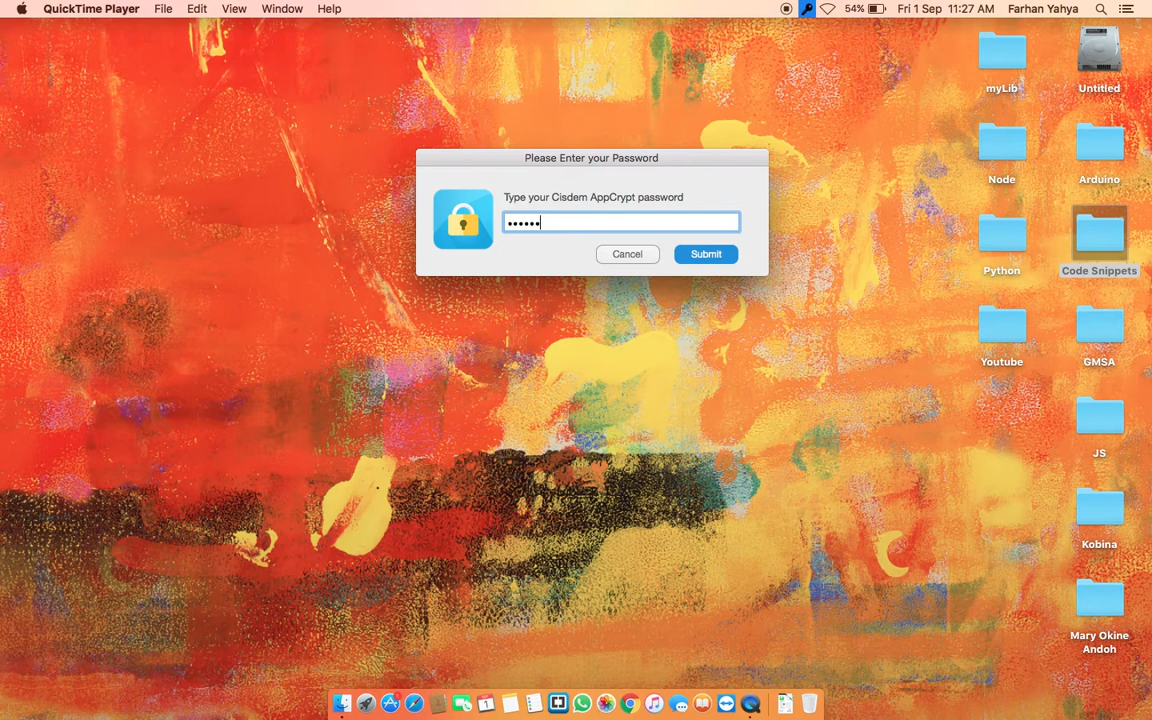 QuickTime Player File Edit View Window Help 54% Fri 1 Sep 11:27 AM Farhan Yahya
Please Enter your Password
Type your Cisdem AppCrypt password
••••••
Cancel Submit
myLib Untitled
Node Arduino
Python Code Snippets
Youtube GMSA
JS
Kobina
Mary Okine
Andoh
1